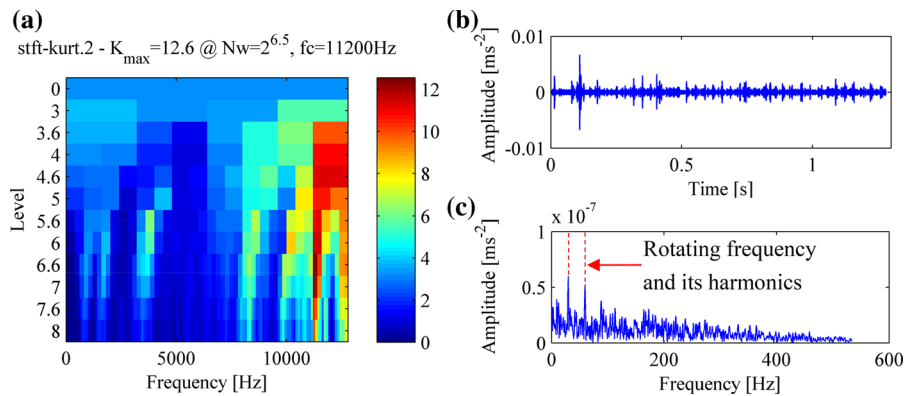 (a)
stft-kurt.2 - K_max=12.6 @ Nw=2^6.5, fc=11200Hz
Level
0
3
3.6
4
4.6
5
5.6
6
6.6
7
7.6
8
0 5000 10000
Frequency [Hz]
12
10
8
6
4
2
0
(b)
Amplitude [ms^-2]
0.01
0
-0.01
0 0.5 1
Time [s]
(c)
x 10^-7
Amplitude [ms^-2]
1
0.5
0
Rotating frequency
and its harmonics
0 200 400 600
Frequency [Hz]